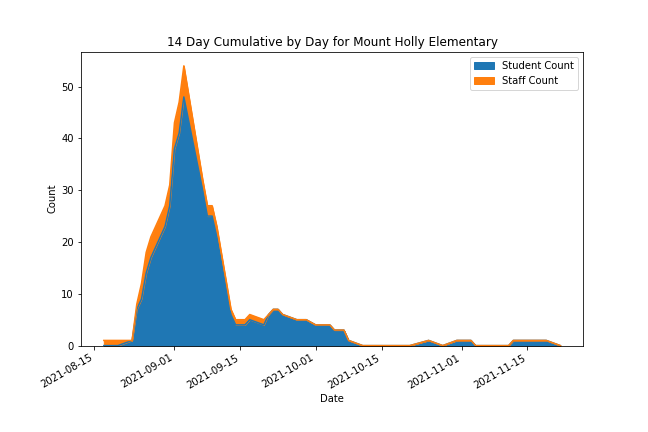 14 Day Cumulative by Day for Mount Holly Elementary
Student Count
Staff Count
Count
50
40
30
20
10
0
2021-08-15
2021-09-01
2021-09-15
2021-10-01
2021-10-15
2021-11-01
2021-11-15
Date